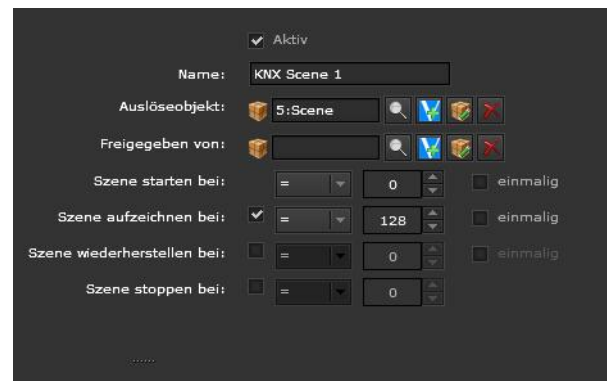 Aktiv
Name: KNX Scene 1
Auslöseobjekt: 5:Scene
Freigegeben von:
Szene starten bei: = 0 einmalig
Szene aufzeichnen bei: = 128 einmalig
Szene wiederherstellen bei: = 0 einmalig
Szene stoppen bei: = 0
......